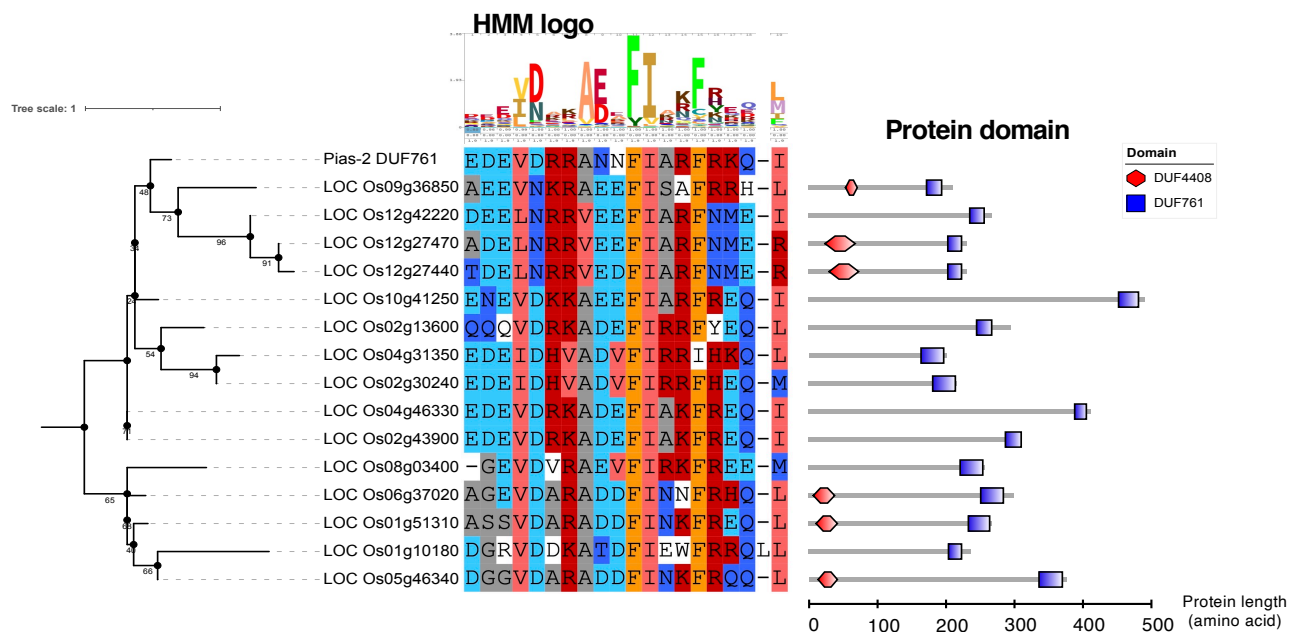 HMM logo
Tree scale: 1
Protein domain
Domain
DUF4408
DUF761
Pias-2 DUF761 EDEVDRRANNFIARFRKQ-I
LOC Os09g36850 AEEVNKRAEEFISAFRRH-L
LOC Os12g42220 DEELNRRVEEFIARFNME-I
LOC Os12g27470 ADELNRRVEEFIARFNME-R
LOC Os12g27440 TDELNRRVEDFIARFNME-R
LOC Os10g41250 ENEVDKKAEEFIARFREQ-I
LOC Os02g13600 QQQVDRKADEFIRRFYEQ-L
LOC Os04g31350 EDEIDHVADVFIRRIHKQ-L
LOC Os02g30240 EDEIDHVADVFIRRFHEQ-M
LOC Os04g46330 EDEVDRKADEFIAKFREQ-I
LOC Os02g43900 EDEVDRKADEFIAKFREQ-I
LOC Os08g03400 -GEVDVRAEVFIRKFREE-M
LOC Os06g37020 AGEVDARADDFINNFRHQ-L
LOC Os01g51310 ASSVDARADDFINKFREQ-L
LOC Os01g10180 DGRVDDKATDFIEWFRRQLL
LOC Os05g46340 DGGVDARADDFINKFRQQ-L
48
73
96
91
54
94
65
66
0 100 200 300 400 500
Protein length
(amino acid)